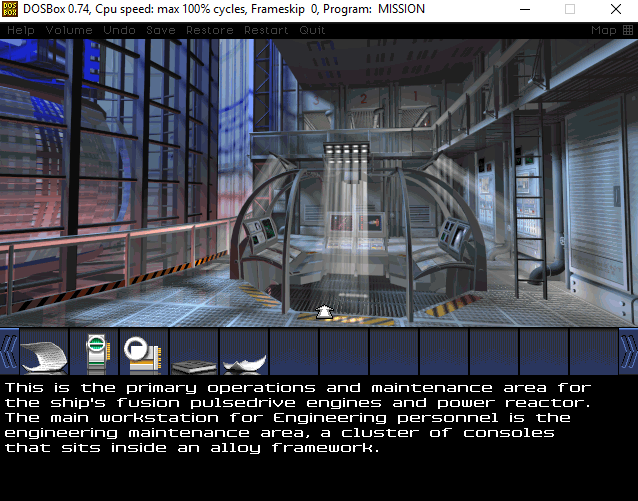 DOSBox 0.74, Cpu speed: max 100% cycles, Frameskip 0, Program: MISSION
Help Volume Undo Save Restore Restart Quit Map
2 1
This is the primary operations and maintenance area for
the ship's fusion pulsedrive engines and power reactor.
The main workstation for Engineering personnel is the
engineering maintenance area, a cluster of consoles
that sits inside an alloy framework.